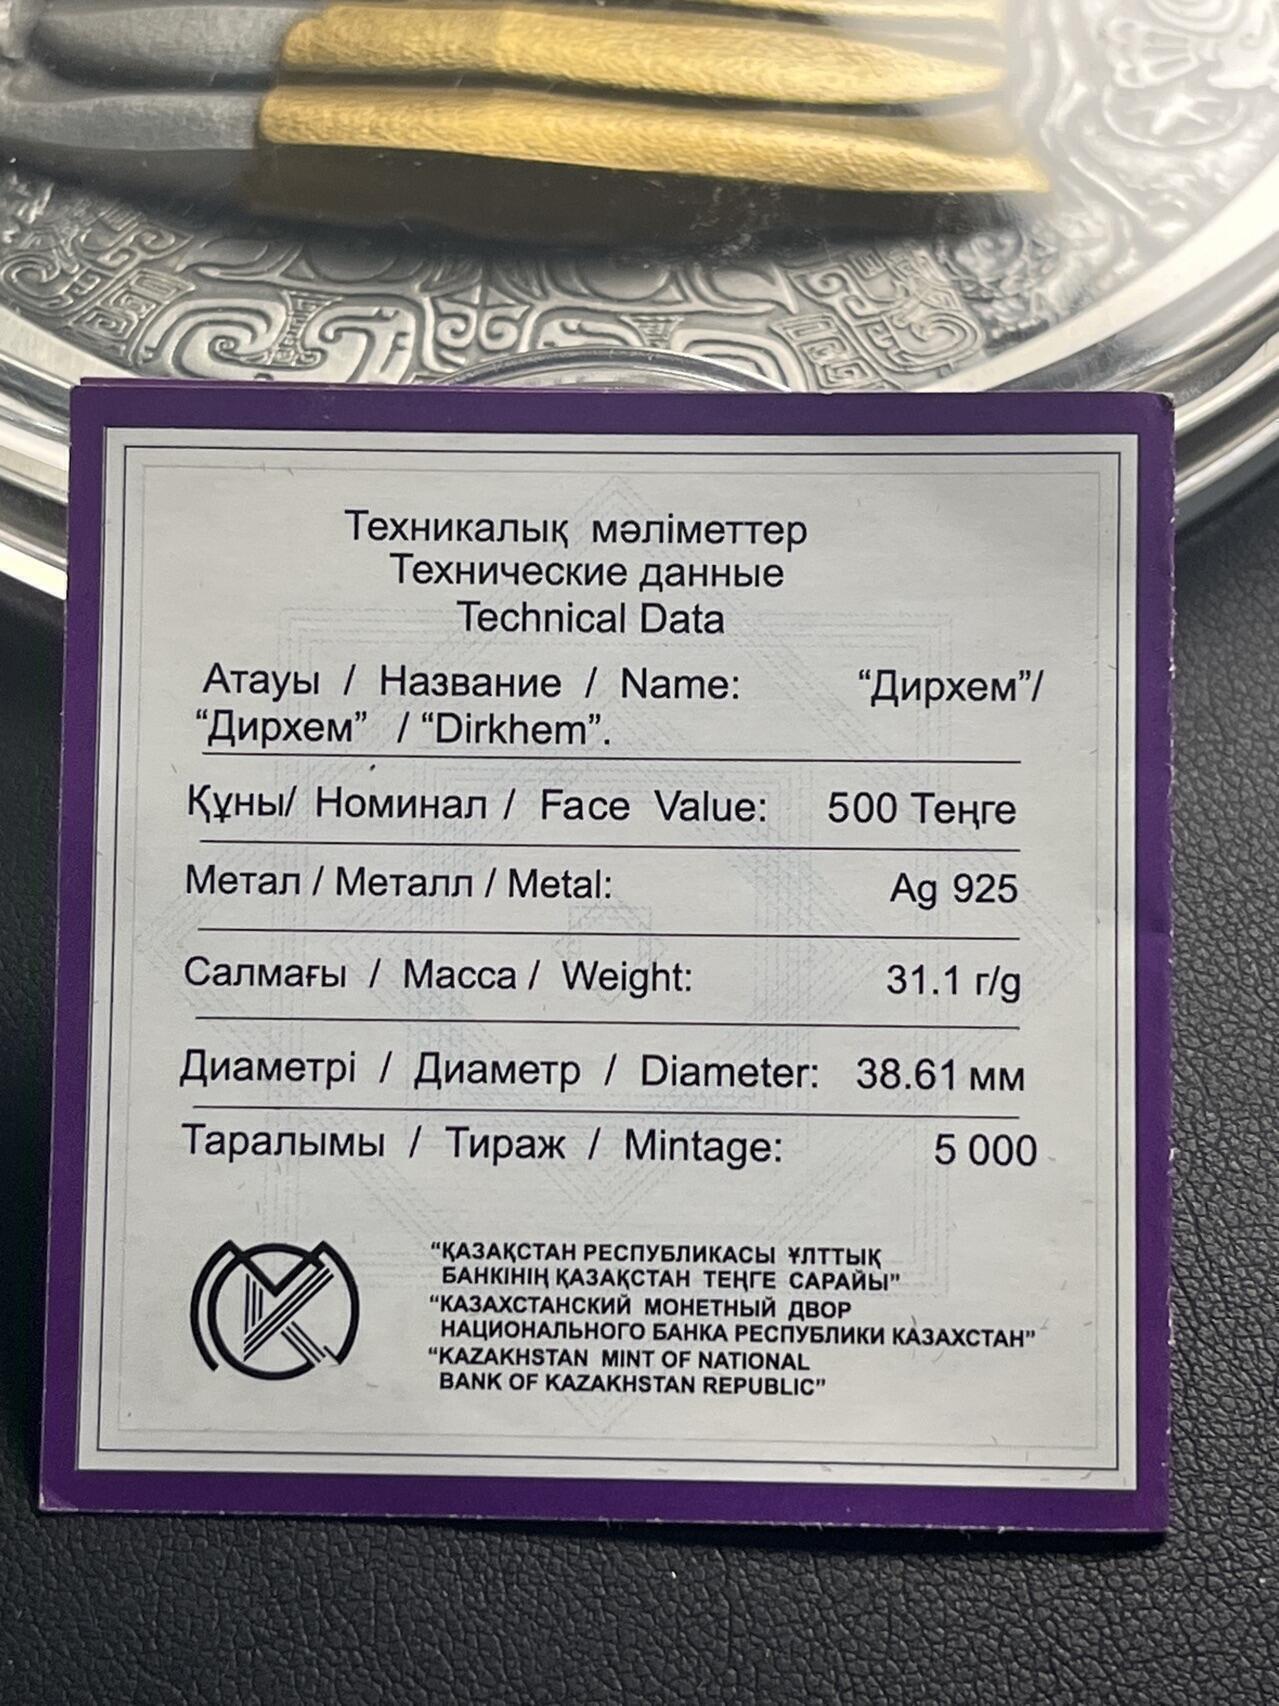 Техникалық мәліметтер
Технические данные
Technical Data
Атауы / Название / Name: “Дирхем”/
“Дирхем” / “Dirkhem”.
Құны/ Номинал / Face Value: 500 Теңге
Метал / Металл / Metal: Ag 925
Салмағы / Масса / Weight: 31.1 г/g
Диаметрі / Диаметр / Diameter: 38.61 мм
Таралымы / Тираж / Mintage: 5 000
“ҚАЗАҚСТАН РЕСПУБЛИКАСЫ ҰЛТТЫҚ
БАНКІНІҢ ҚАЗАҚСТАН ТЕҢГЕ САРАЙЫ”
“КАЗАХСТАНСКИЙ МОНЕТНЫЙ ДВОР
НАЦИОНАЛЬНОГО БАНКА РЕСПУБЛИКИ КАЗАХСТАН”
“KAZAKHSTAN MINT OF NATIONAL
BANK OF KAZAKHSTAN REPUBLIC”